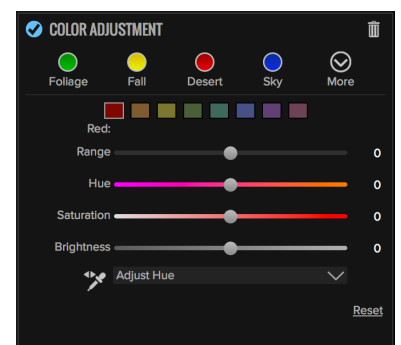 COLOR ADJUSTMENT
Foliage Fall Desert Sky More
Red:
Range 0
Hue 0
Saturation 0
Brightness 0
Adjust Hue
Reset